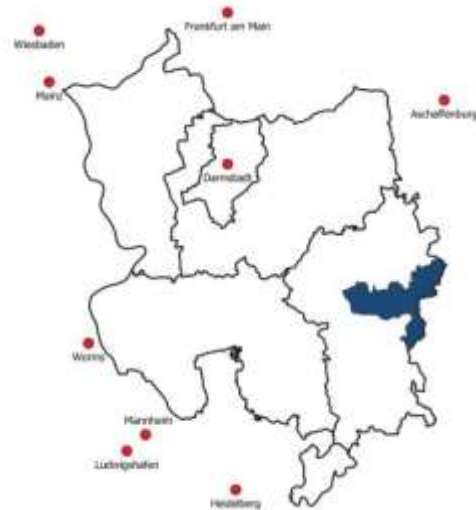 Frankfurt am Main
Wiesbaden
Mainz
Aschaffenburg
Darmstadt
Worms
Mannheim
Ludwigshafen
Heidelberg